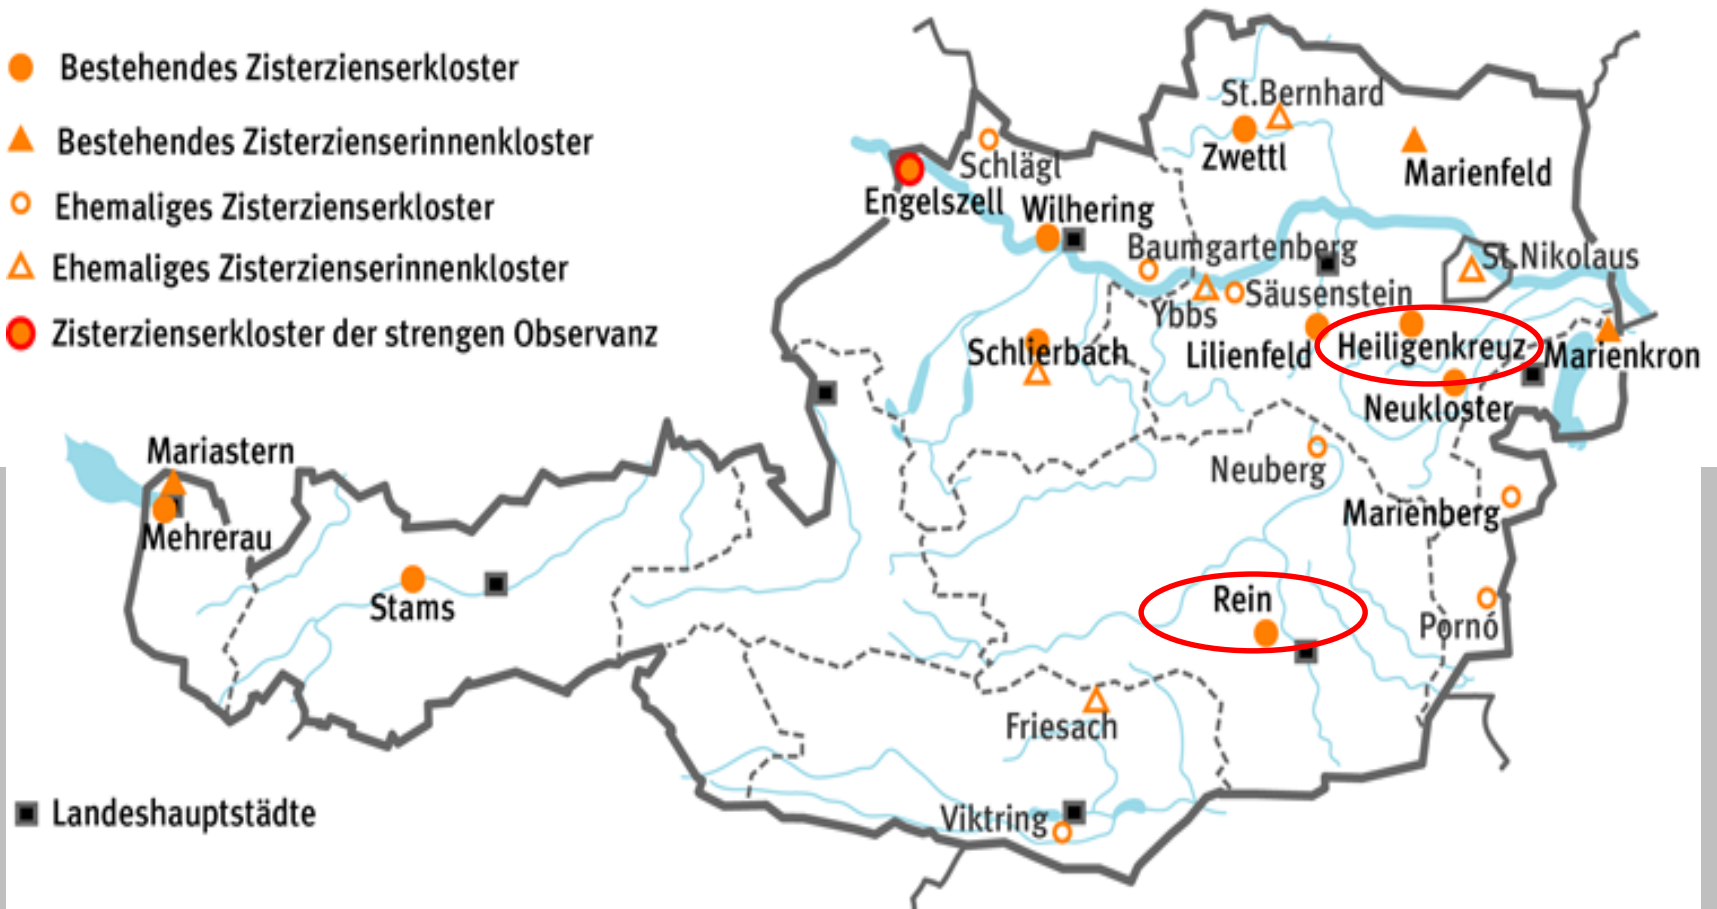 Bestehendes Zisterzienserkloster
Bestehendes Zisterzienserinnenkloster
Ehemaliges Zisterzienserkloster
Ehemaliges Zisterzienserinnenkloster
Zisterzienserkloster der strengen Observanz
St.Bernhard
Zwettl
Schlägl
Marienfeld
Engelszell
Wilhering
Baumgartenberg
St.Nikolaus
Säusenstein
Ybbs
Schlierbach
Lilienfeld
Heiligenkreuz
Marienkron
Neukloster
Mariastern
Neuberg
Marienberg
Mehrerau
Stams
Rein
Pornó
Friesach
Viktring
Landeshauptstädte